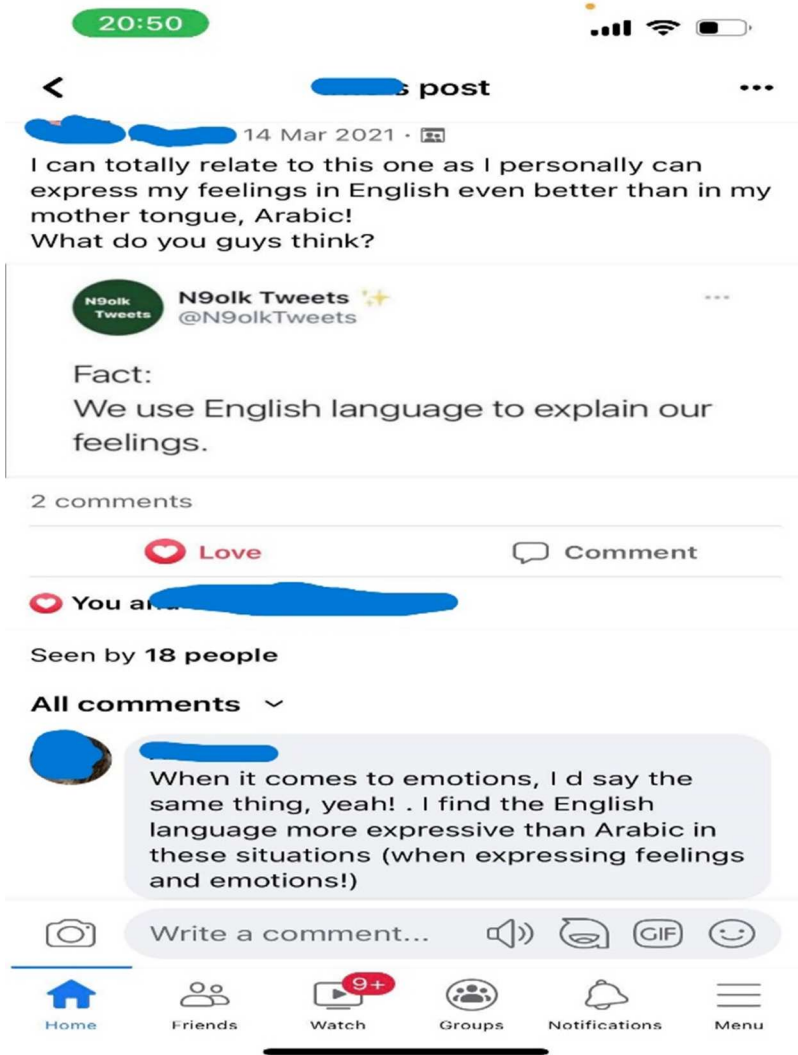 20:50
s post
14 Mar 2021 ·
I can totally relate to this one as I personally can
express my feelings in English even better than in my
mother tongue, Arabic!
What do you guys think?
N9olk
Tweets
N9olk Tweets ✨
@N9olkTweets
Fact:
We use English language to explain our
feelings.
2 comments
Love
Comment
You
Seen by 18 people
All comments
When it comes to emotions, I d say the
same thing, yeah! . I find the English
language more expressive than Arabic in
these situations (when expressing feelings
and emotions!)
Write a comment...
GIF
9+
Home Friends Watch Groups Notifications Menu